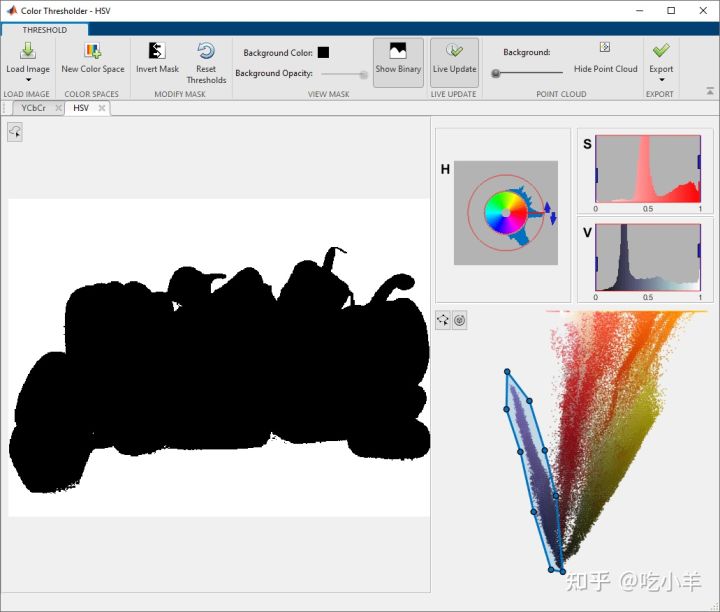 Color Thresholder - HSV
THRESHOLD
Load Image
New Color Space
Invert Mask
Reset
Thresholds
Background Color:
Background Opacity:
Show Binary
Live Update
Background:
Hide Point Cloud
Export
LOAD IMAGE
COLOR SPACES
MODIFY MASK
VIEW MASK
LIVE UPDATE
POINT CLOUD
EXPORT
YCbCr
HSV
H
S
0 0.5 1
V
0 0.5 1
知乎 @吃小羊